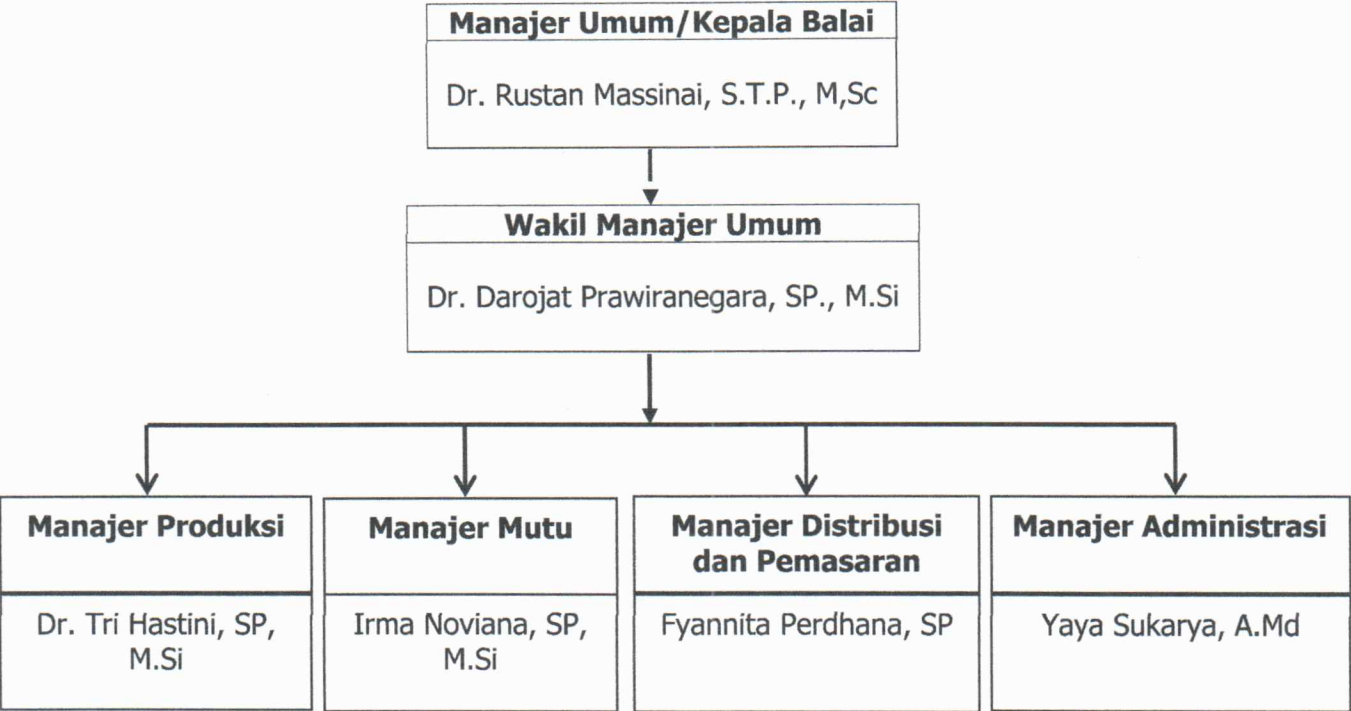 Manajer Umum/Kepala Balai
Dr. Rustan Massinai, S.T.P., M,Sc
Wakil Manajer Umum
Dr. Darojat Prawiranegara, SP., M.Si
Manajer Produksi
Dr. Tri Hastini, SP,
M.Si
Manajer Mutu
Irma Noviana, SP,
M.Si
Manajer Distribusi
dan Pemasaran
Fyannita Perdhana, SP
Manajer Administrasi
Yaya Sukarya, A.Md